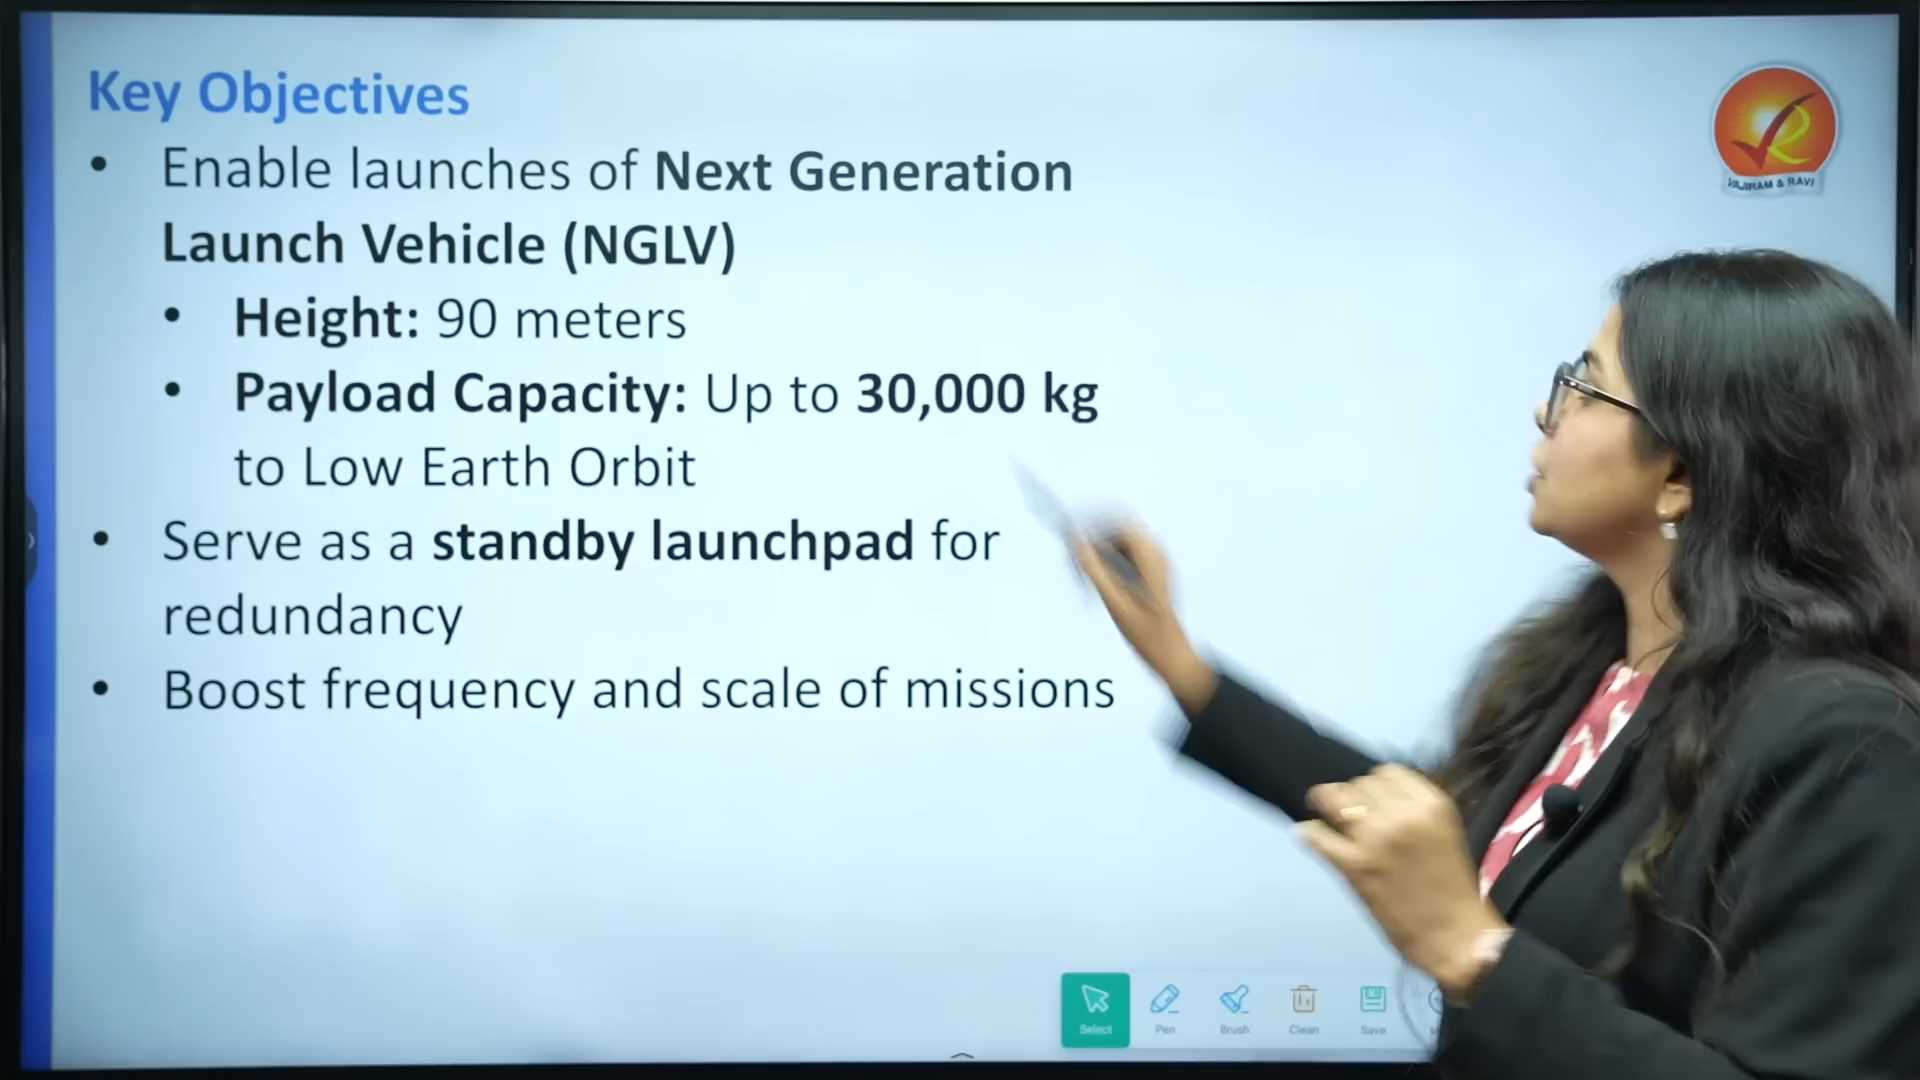 Key Objectives
• Enable launches of Next Generation
Launch Vehicle (NGLV)
• Height: 90 meters
• Payload Capacity: Up to 30,000 kg
to Low Earth Orbit
• Serve as a standby launchpad for
redundancy
• Boost frequency and scale of missions
VAJIRAM & RAVI
Select Pen Brush Clean Save